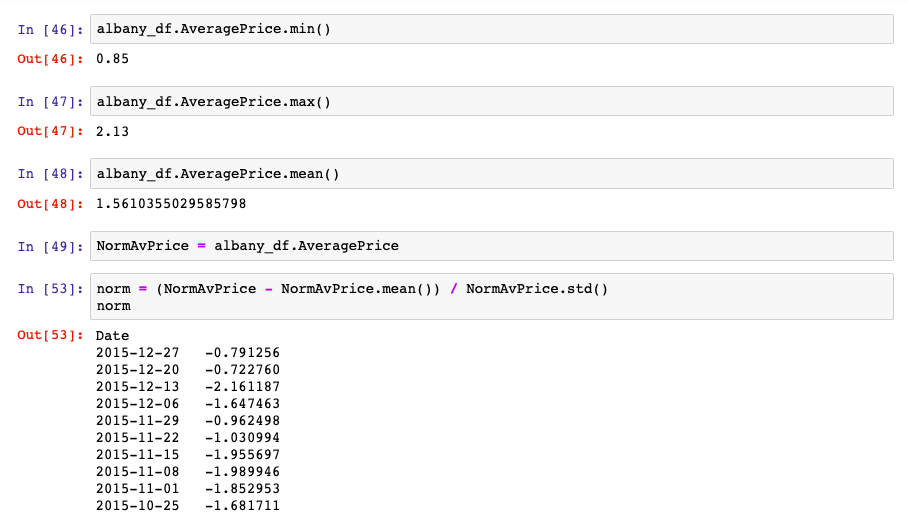 In [46]: albany_df.AveragePrice.min()
Out[46]: 0.85
In [47]: albany_df.AveragePrice.max()
Out[47]: 2.13
In [48]: albany_df.AveragePrice.mean()
Out[48]: 1.5610355029585798
In [49]: NormAvPrice = albany_df.AveragePrice
In [53]: norm = (NormAvPrice - NormAvPrice.mean()) / NormAvPrice.std()
norm
Out[53]: Date
2015-12-27   -0.791256
2015-12-20   -0.722760
2015-12-13   -2.161187
2015-12-06   -1.647463
2015-11-29   -0.962498
2015-11-22   -1.030994
2015-11-15   -1.955697
2015-11-08   -1.989946
2015-11-01   -1.852953
2015-10-25   -1.681711